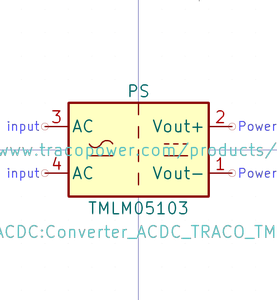 PS
input 3 AC Vout+ 2 Power
www.tracopower.com/products/
input 4 AC Vout- 1 Power
TMLM05103
ACDC:Converter_ACDC_TRACO_TM